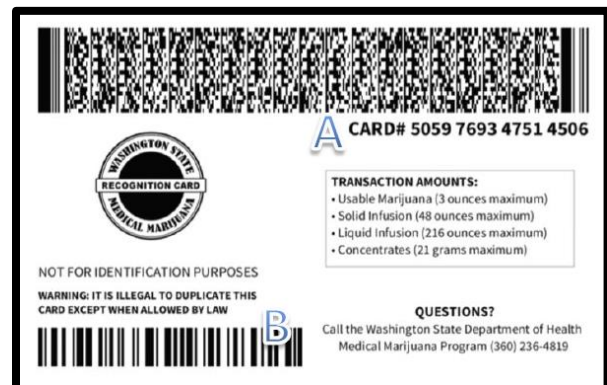 A CARD# 5059 7693 4751 4506
WASHINGTON STATE
RECOGNITION CARD
MEDICAL MARIJUANA
TRANSACTION AMOUNTS:
• Usable Marijuana (3 ounces maximum)
• Solid Infusion (48 ounces maximum)
• Liquid Infusion (216 ounces maximum)
• Concentrates (21 grams maximum)
NOT FOR IDENTIFICATION PURPOSES
WARNING: IT IS ILLEGAL TO DUPLICATE THIS
CARD EXCEPT WHEN ALLOWED BY LAW
B
QUESTIONS?
Call the Washington State Department of Health
Medical Marijuana Program (360) 236-4819